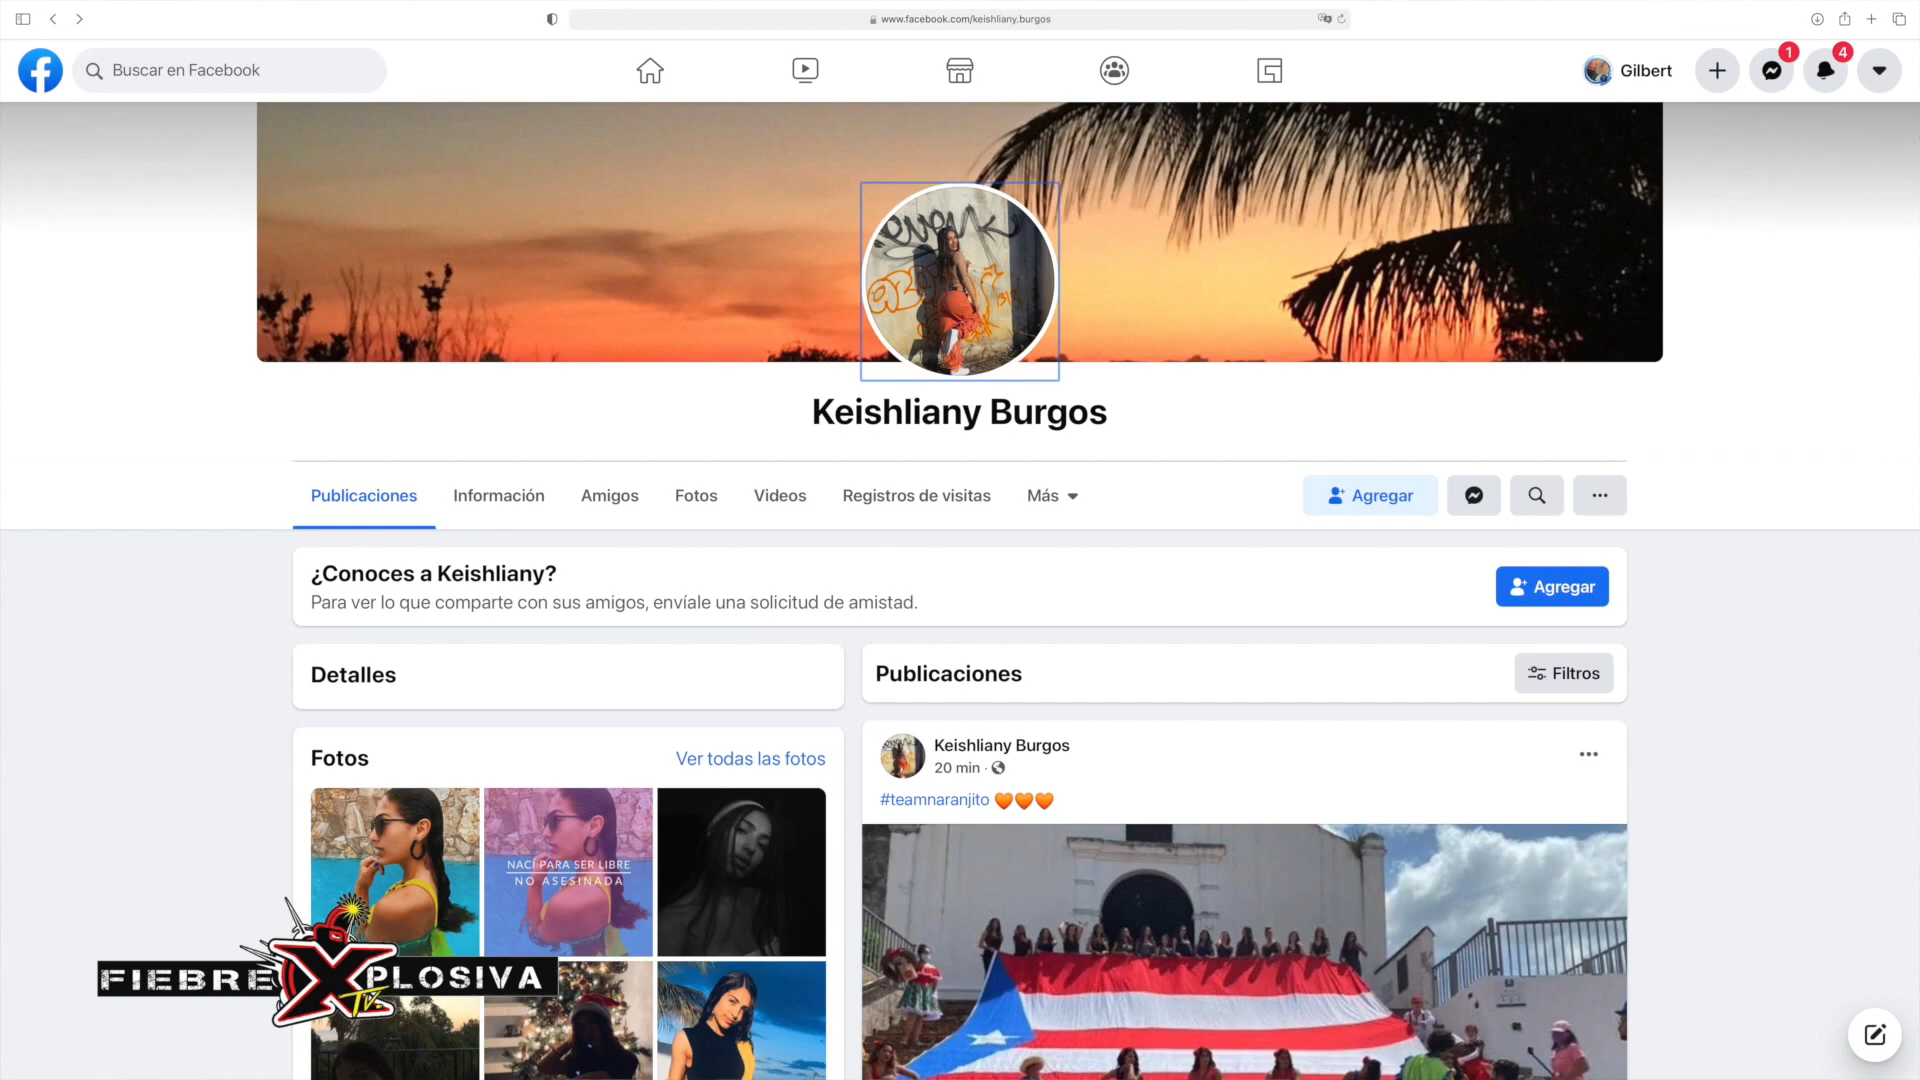 www.facebook.com/keishliany.burgos
Buscar en Facebook
Gilbert
1
4
Keishliany Burgos
Publicaciones
Información
Amigos
Fotos
Videos
Registros de visitas
Más
Agregar
¿Conoces a Keishliany?
Para ver lo que comparte con sus amigos, envíale una solicitud de amistad.
Agregar
Detalles
Publicaciones
Filtros
Fotos
Ver todas las fotos
Keishliany Burgos
20 min ·
#teamnaranjito 🧡🧡🧡
NACÍ PARA SER LIBRE
NO ASESINADA
FIEBRE XPLOSIVA
TV